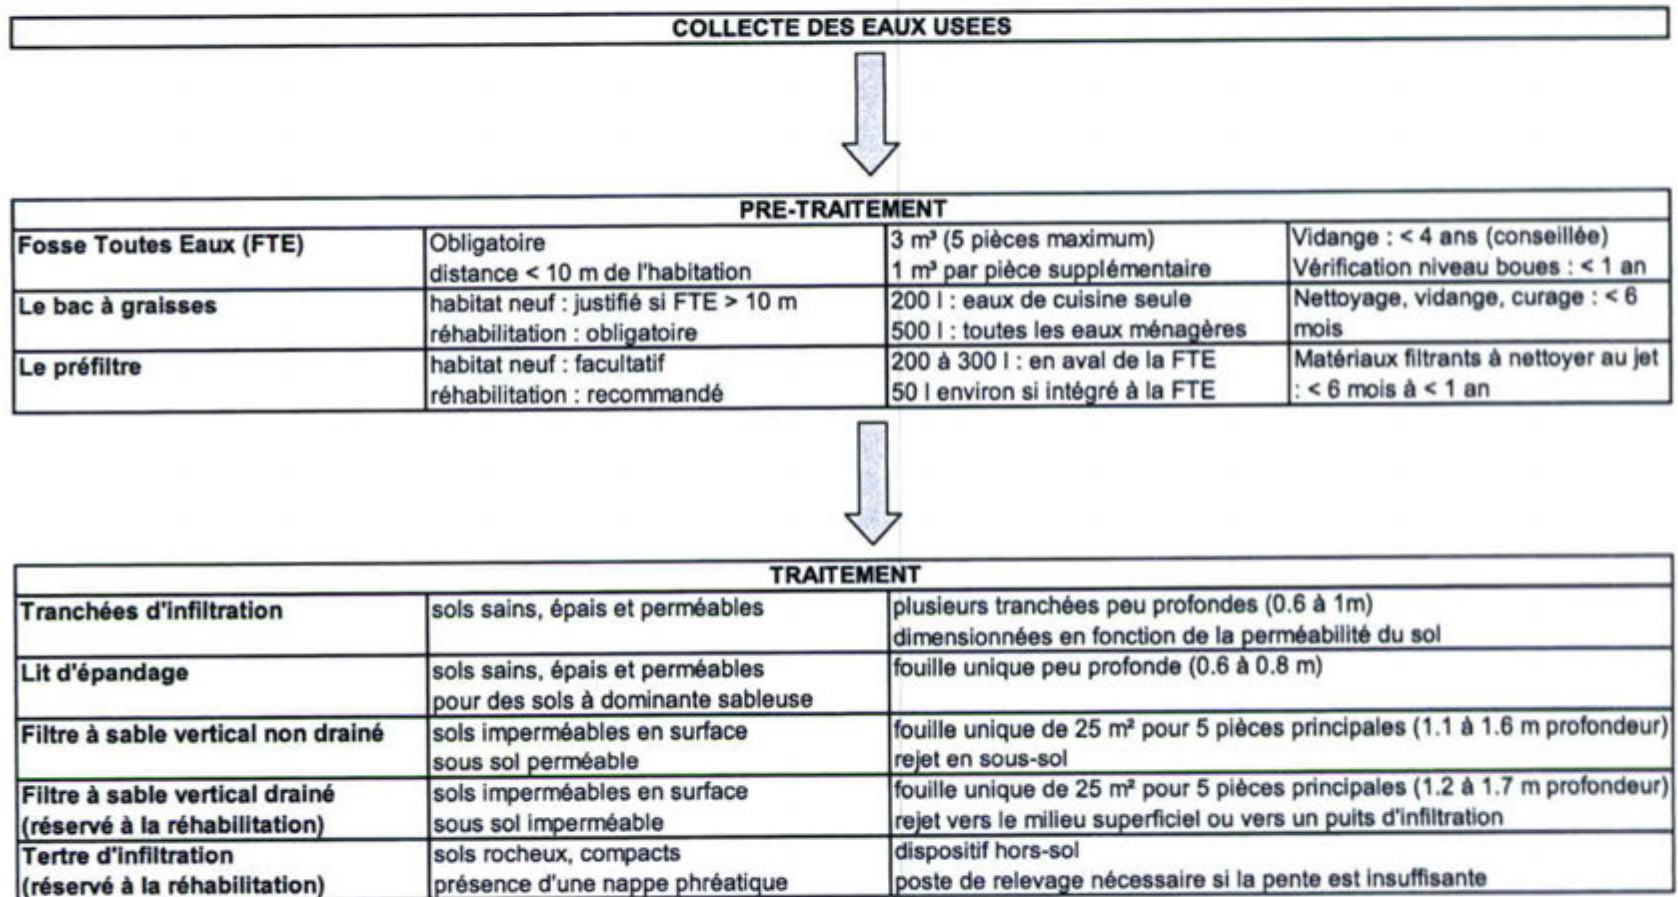 COLLECTE DES EAUX USEES
PRE-TRAITEMENT
Fosse Toutes Eaux (FTE)
Obligatoire
distance < 10 m de l'habitation
3 m³ (5 pièces maximum)
1 m³ par pièce supplémentaire
Vidange : < 4 ans (conseillée)
Vérification niveau boues : < 1 an
Le bac à graisses
habitat neuf : justifié si FTE > 10 m
réhabilitation : obligatoire
200 l : eaux de cuisine seule
500 l : toutes les eaux ménagères
Nettoyage, vidange, curage : < 6
mois
Le préfiltre
habitat neuf : facultatif
réhabilitation : recommandé
200 à 300 l : en aval de la FTE
50 l environ si intégré à la FTE
Matériaux filtrants à nettoyer au jet
: < 6 mois à < 1 an
TRAITEMENT
Tranchées d'infiltration
sols sains, épais et perméables
plusieurs tranchées peu profondes (0.6 à 1m)
dimensionnées en fonction de la perméabilité du sol
Lit d'épandage
sols sains, épais et perméables
pour des sols à dominante sableuse
fouille unique peu profonde (0.6 à 0.8 m)
Filtre à sable vertical non drainé
sols imperméables en surface
sous sol perméable
fouille unique de 25 m² pour 5 pièces principales (1.1 à 1.6 m profondeur)
rejet en sous-sol
Filtre à sable vertical drainé
(réservé à la réhabilitation)
sols imperméables en surface
sous sol imperméable
fouille unique de 25 m² pour 5 pièces principales (1.2 à 1.7 m profondeur)
rejet vers le milieu superficiel ou vers un puits d'infiltration
Tertre d'infiltration
(réservé à la réhabilitation)
sols rocheux, compacts
présence d'une nappe phréatique
dispositif hors-sol
poste de relevage nécessaire si la pente est insuffisante